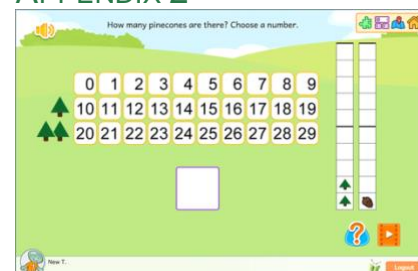 APPENDIX 2
How many pinecones are there? Choose a number.
0 1 2 3 4 5 6 7 8 9
10 11 12 13 14 15 16 17 18 19
20 21 22 23 24 25 26 27 28 29
?
New T..
Logout